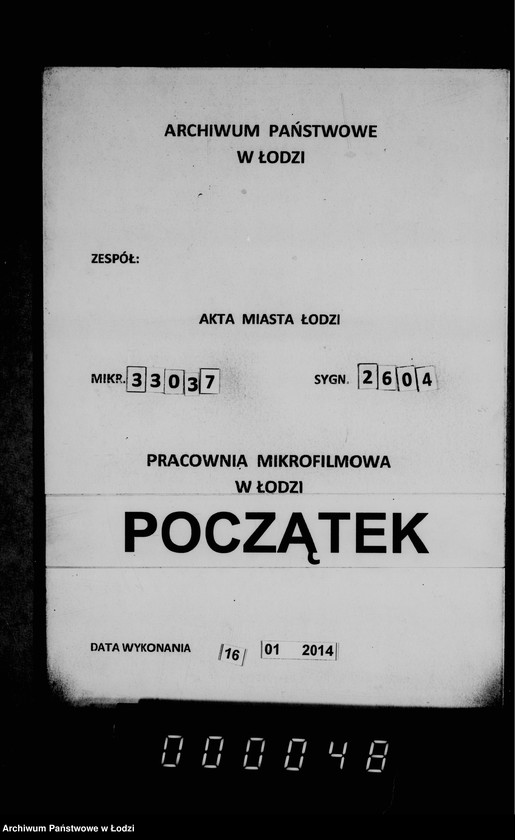 ARCHIWUM PAŃSTWOWE
W ŁODZI
ZESPÓŁ:
AKTA MIASTA ŁODZI
MIKR. 33037 SYGN. 2604
PRACOWNIA MIKROFILMOWA
W ŁODZI
POCZĄTEK
DATA WYKONANIA 16 01 2014
000048
Archiwum Państwowe w Łodzi